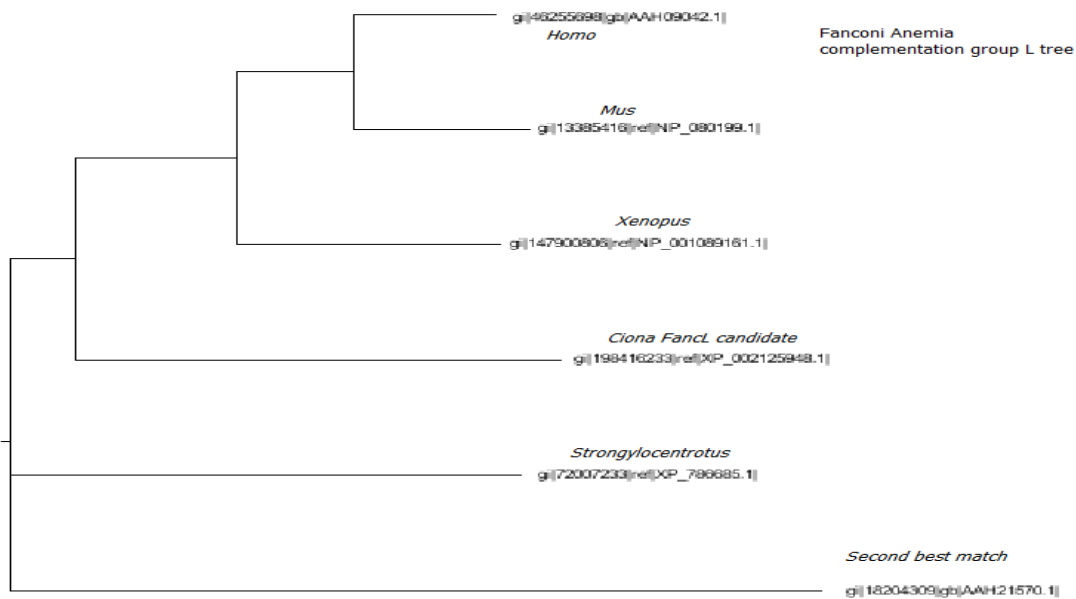 gi|46255698|gb|AAH09042.1|
Homo
Fanconi Anemia
complementation group L tree
Mus
gi|13385416|ref|NP_080199.1|
Xenopus
gi|147900806|ref|NP_001089161.1|
Ciona FancL candidate
gi|198416233|ref|XP_002125948.1|
Strongylocentrotus
gi|72007233|ref|XP_786685.1|
Second best match
gi|18204309|gb|AAH21570.1|